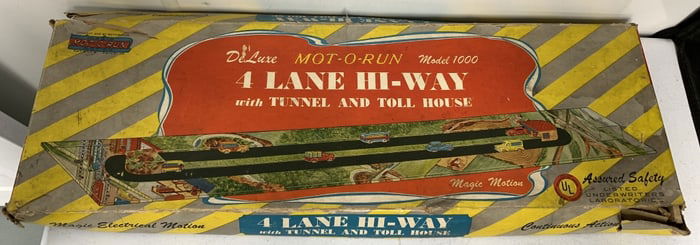 MOT-O-RUN
DeLuxe MOT-O-RUN Model 1000
4 LANE HI-WAY
with TUNNEL AND TOLL HOUSE
Magic Motion
UL
Assured Safety
LISTED
UNDERWRITERS
LABORATORIES
Magic Electrical Motion
4 LANE HI-WAY
with TUNNEL AND TOLL HOUSE
Continuous Action